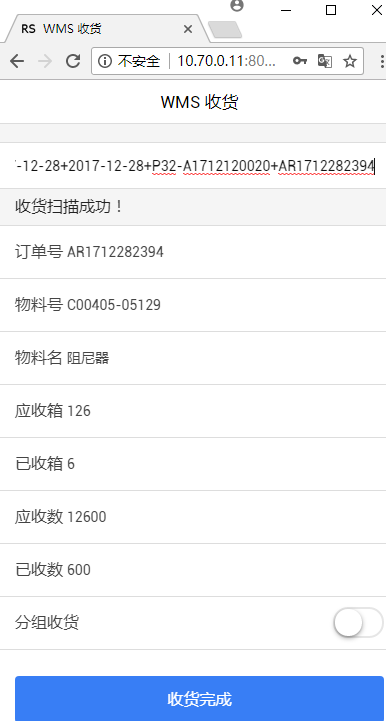 RS WMS 收货
不安全 10.70.0.11:80...
WMS 收货
-12-28+2017-12-28+P32-A1712120020+AR1712282394
收货扫描成功！
订单号 AR1712282394
物料号 C00405-05129
物料名 阻尼器
应收箱 126
已收箱 6
应收数 12600
已收数 600
分组收货
收货完成